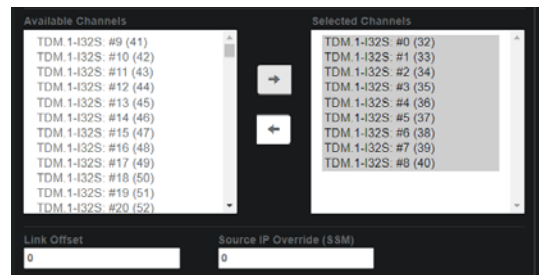 Available Channels
TDM.1-I32S: #9 (41)
TDM.1-I32S: #10 (42)
TDM.1-I32S: #11 (43)
TDM.1-I32S: #12 (44)
TDM.1-I32S: #13 (45)
TDM.1-I32S: #14 (46)
TDM.1-I32S: #15 (47)
TDM.1-I32S: #16 (48)
TDM.1-I32S: #17 (49)
TDM.1-I32S: #18 (50)
TDM.1-I32S: #19 (51)
TDM.1-I32S: #20 (52)
Selected Channels
TDM.1-I32S: #0 (32)
TDM.1-I32S: #1 (33)
TDM.1-I32S: #2 (34)
TDM.1-I32S: #3 (35)
TDM.1-I32S: #4 (36)
TDM.1-I32S: #5 (37)
TDM.1-I32S: #6 (38)
TDM.1-I32S: #7 (39)
TDM.1-I32S: #8 (40)
Link Offset
0
Source IP Override (SSM)
0